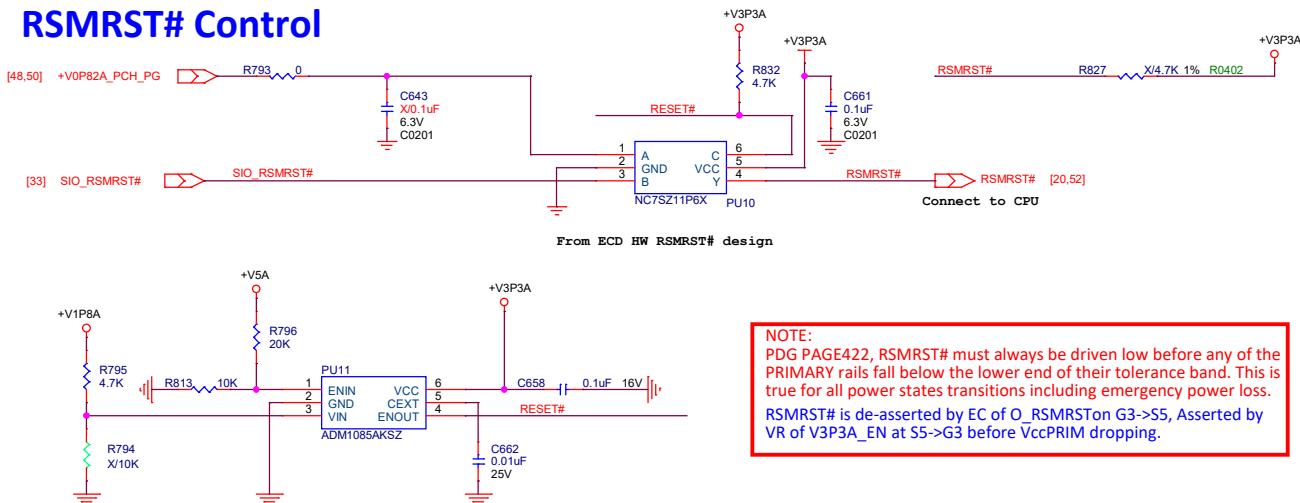 RSMRST# Control
+V3P3A
+V3P3A
+V3P3A
[48,50] +V0P82A_PCH_PG
R793 0
R832
4.7K
RSMRST#
R827 X/4.7K 1% R0402
C643
X/0.1uF
6.3V
C0201
RESET#
C661
0.1uF
6.3V
C0201
1 A C 6
2 GND VCC 5
3 B Y 4
NC7SZ11P6X PU10
[33] SIO_RSMRST#
SIO_RSMRST#
RSMRST#
RSMRST# [20,52]
Connect to CPU
From ECD HW RSMRST# design
+V5A
+V3P3A
+V1P8A
R796
20K
R795
4.7K
R813 10K
PU11
1 ENIN VCC 6
2 GND CEXT 5
3 VIN ENOUT 4
ADM1085AKSZ
C658 0.1uF 16V
RESET#
R794
X/10K
C662
0.01uF
25V
NOTE:
PDG PAGE422, RSMRST# must always be driven low before any of the
PRIMARY rails fall below the lower end of their tolerance band. This is
true for all power states transitions including emergency power loss.
RSMRST# is de-asserted by EC of O_RSMRSTon G3->S5, Asserted by
VR of V3P3A_EN at S5->G3 before VccPRIM dropping.